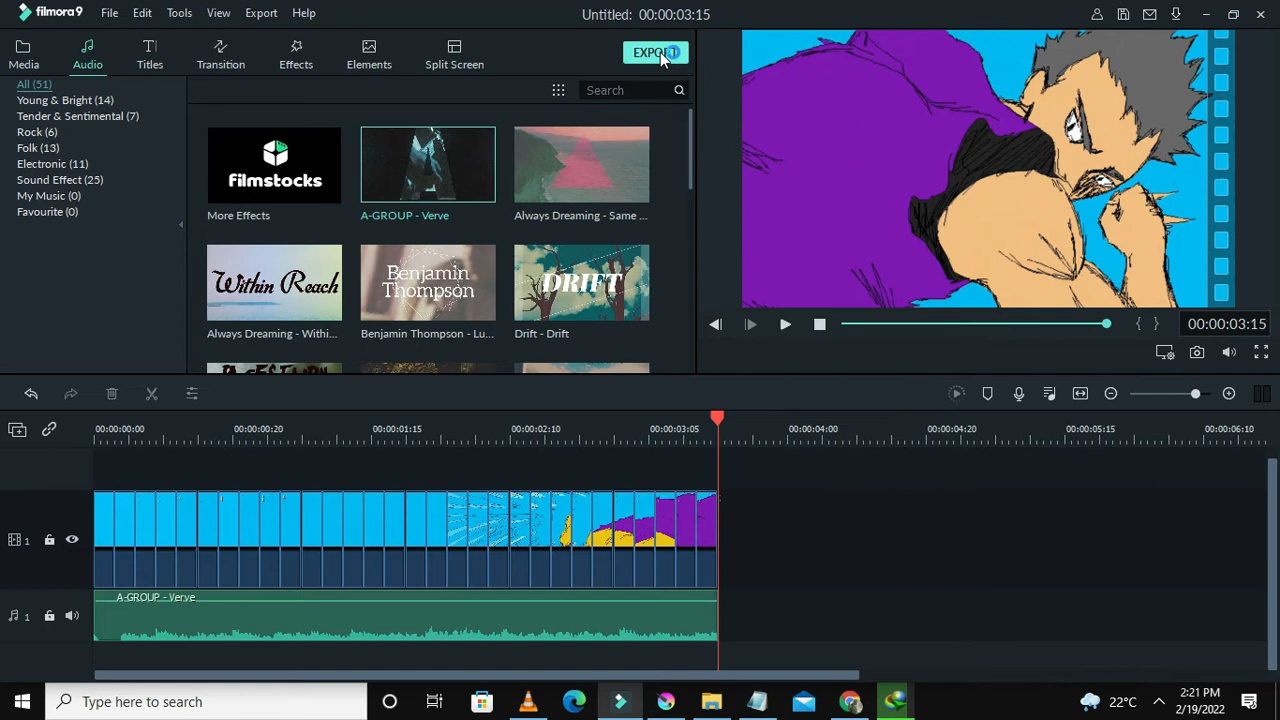 filmora9
File Edit Tools View Export Help
Untitled: 00:00:03:15
Media Audio Titles Transition Effects Elements Split Screen
EXPORT
All (51)
Young & Bright (14)
Tender & Sentimental (7)
Rock (6)
Folk (13)
Electronic (11)
Sound Effect (25)
My Music (0)
Favourite (0)
Search
filmstocks
A
More Effects
A-GROUP - Verve
Always Dreaming - Same ...
Within Reach
Benjamin
Thompson
DRIFT
Always Dreaming - Withi...
Benjamin Thompson - Lu...
Drift - Drift
{ }
00:00:03:15
00:00:00:00 00:00:00:20 00:00:01:15 00:00:02:10 00:00:03:05 00:00:04:00 00:00:04:20 00:00:05:15 00:00:06:10
1
A-GROUP - Verve
1
Type here to search
22°C
2:21 PM
2/19/2022